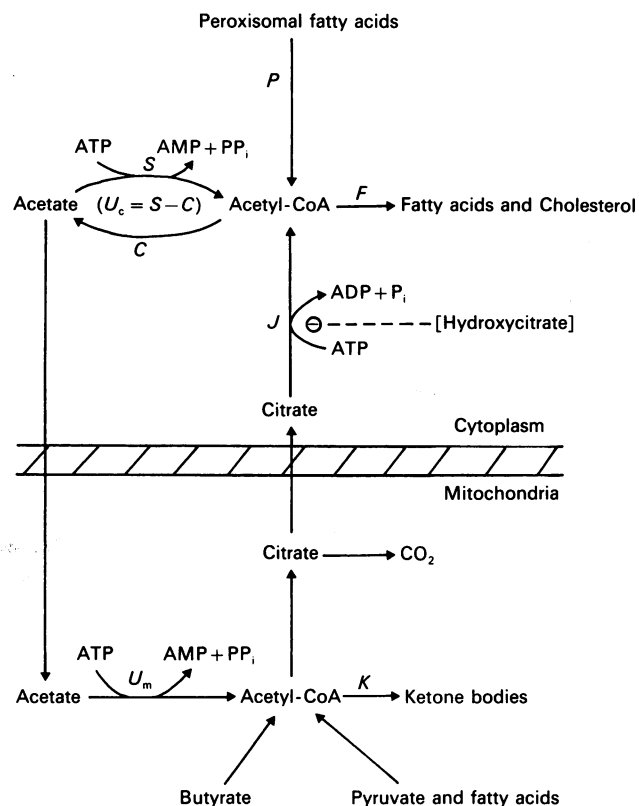 Peroxisomal fatty acids
P
ATP AMP + PPi
S
Acetate (Uc = S – C) Acetyl-CoA F Fatty acids and Cholesterol
C
ADP + Pi
J ⊖ [Hydroxycitrate]
ATP
Citrate
Cytoplasm
Mitochondria
Citrate CO2
ATP AMP + PPi
Um
Acetate Acetyl-CoA K Ketone bodies
Butyrate Pyruvate and fatty acids